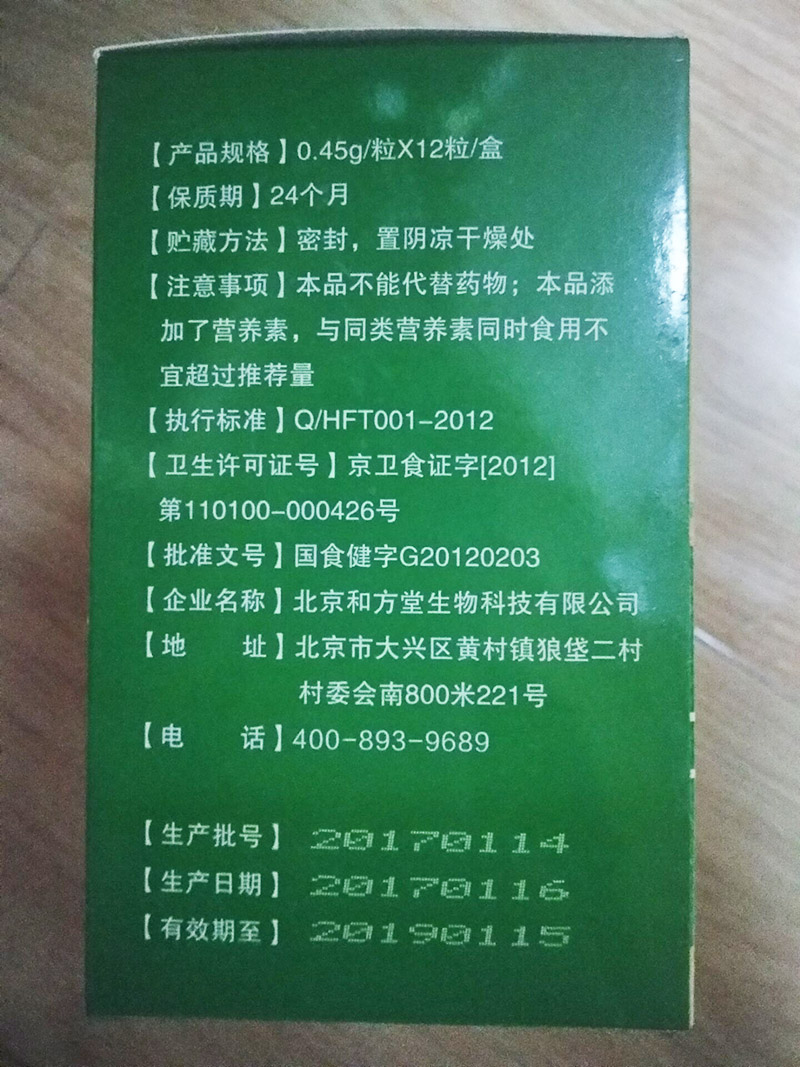 【产品规格】0.45g/粒X12粒/盒
【保质期】24个月
【贮藏方法】密封，置阴凉干燥处
【注意事项】本品不能代替药物；本品添
加了营养素，与同类营养素同时食用不
宜超过推荐量
【执行标准】Q/HFT001-2012
【卫生许可证号】京卫食证字[2012]
第110100-000426号
【批准文号】国食健字G20120203
【企业名称】北京和方堂生物科技有限公司
【地 址】北京市大兴区黄村镇狼垡二村
村委会南800米221号
【电 话】400-893-9689
【生产批号】20170114
【生产日期】20170116
【有效期至】20190115